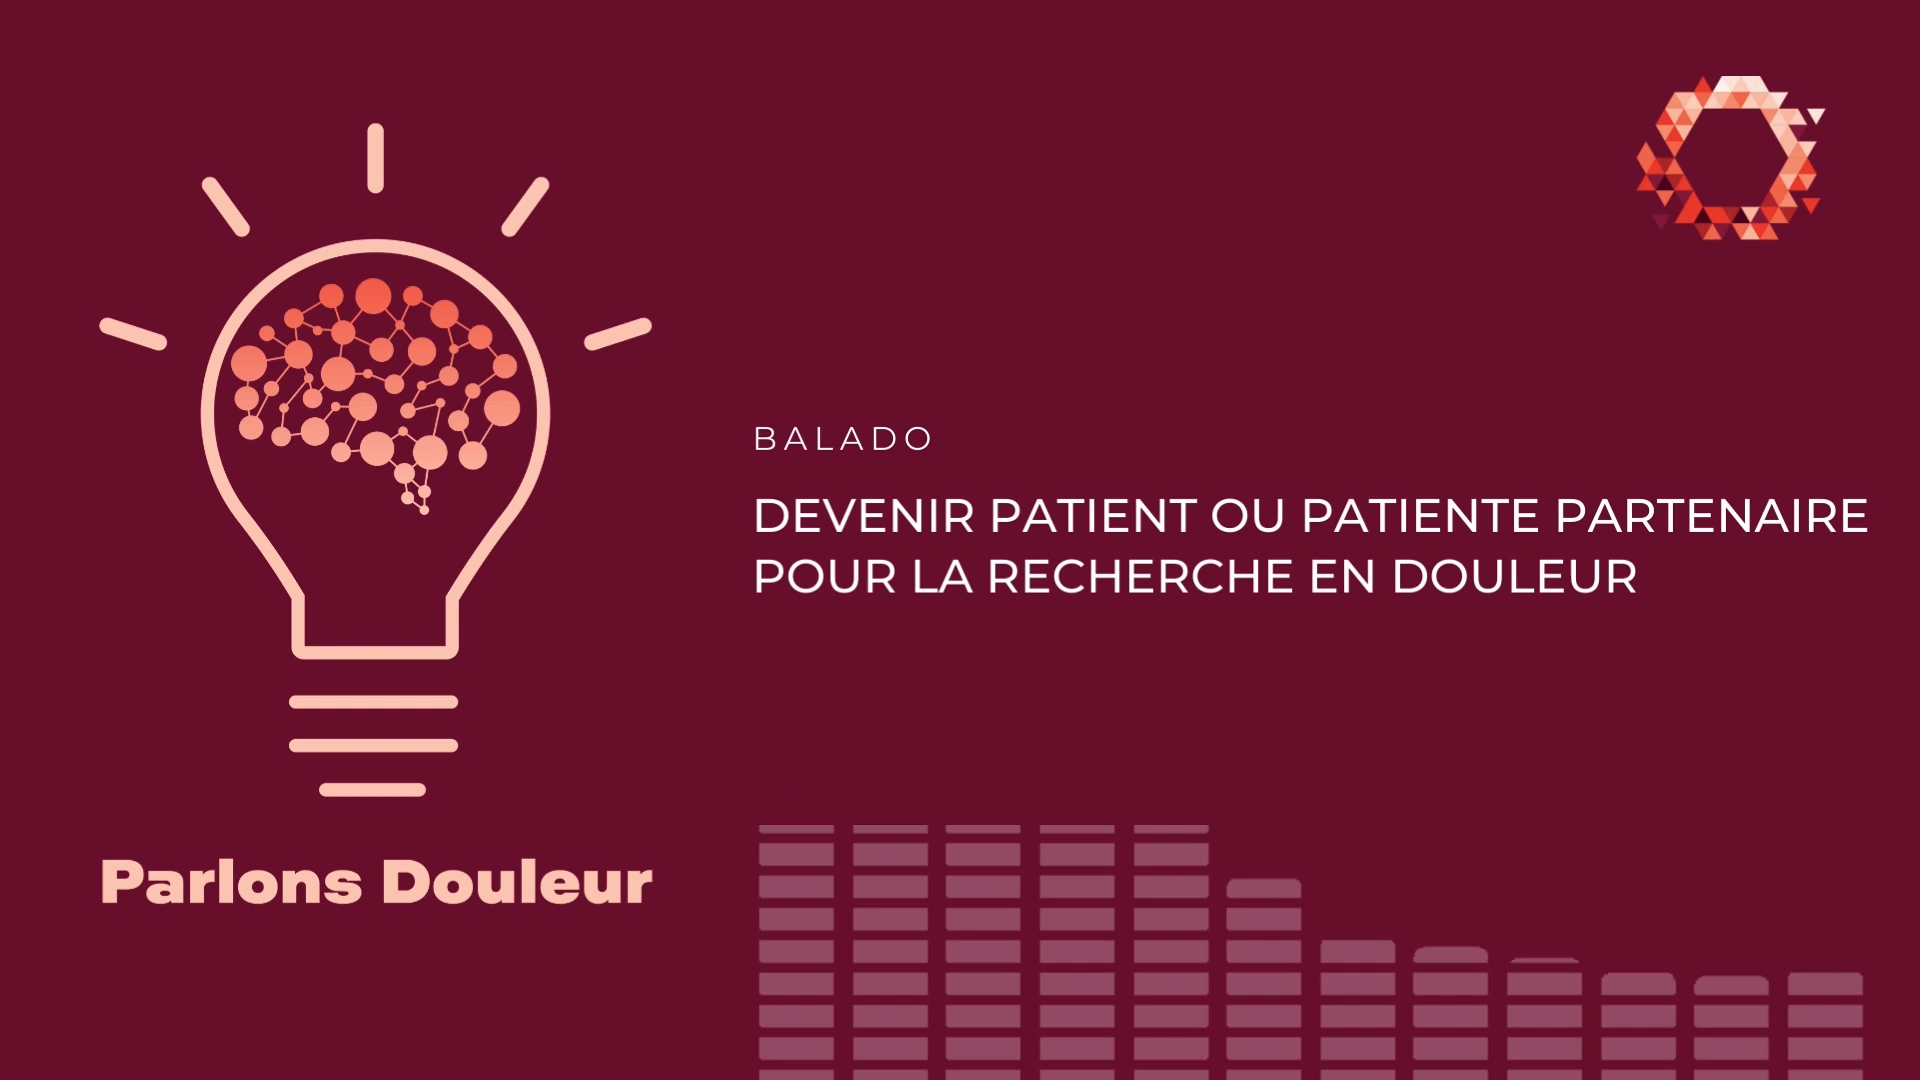 BALADO
DEVENIR PATIENT OU PATIENTE PARTENAIRE
POUR LA RECHERCHE EN DOULEUR
Parlons Douleur